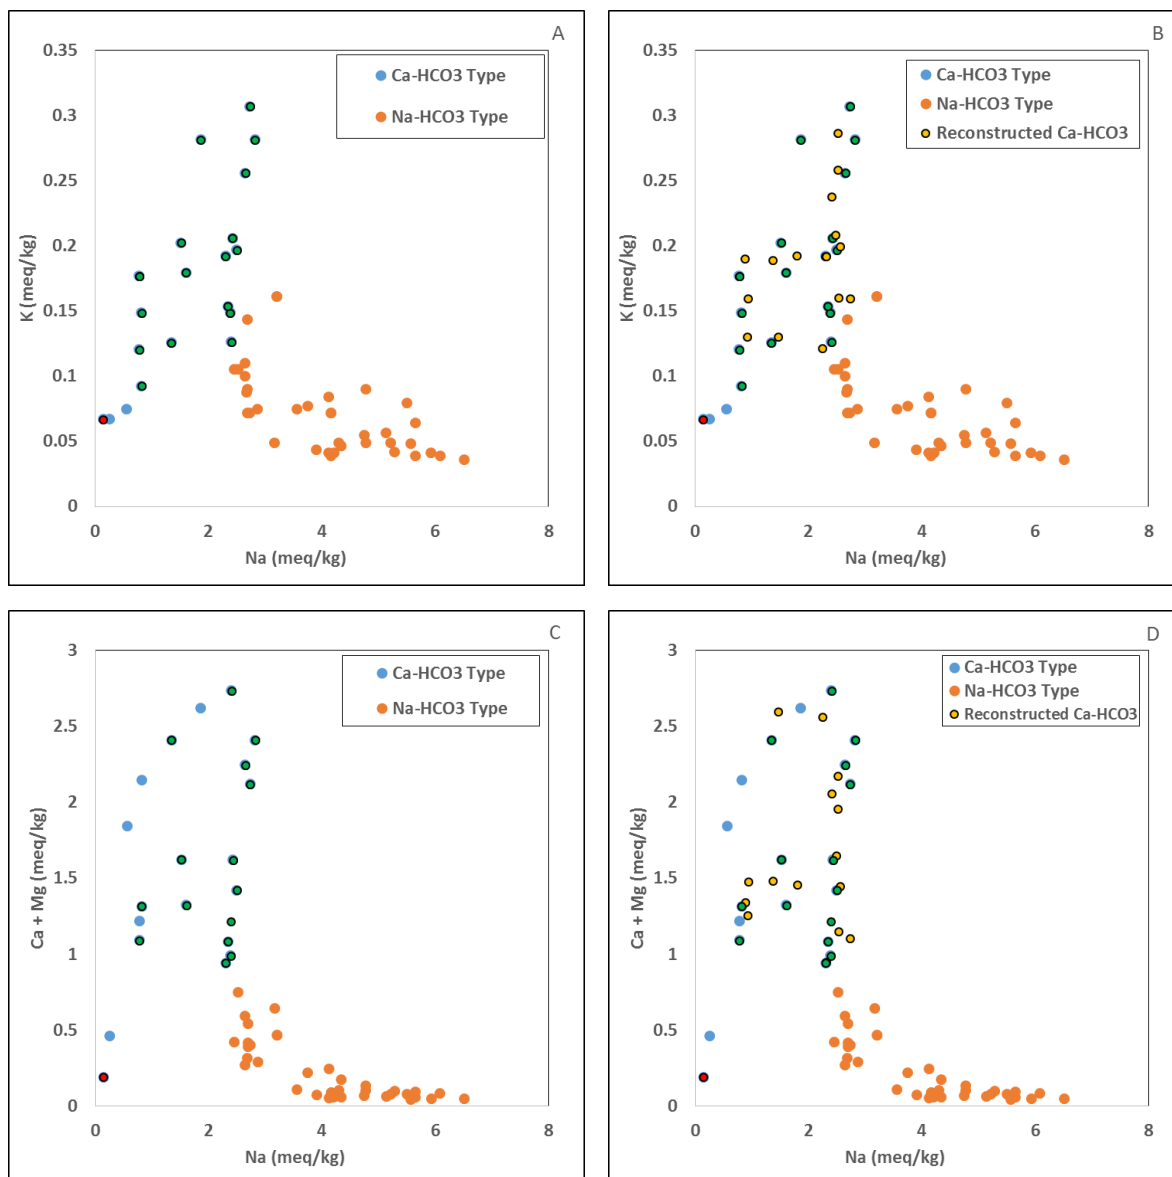 A
0.35
0.3
0.25
0.2
0.15
0.1
0.05
0
K (meq/kg)
Ca-HCO3 Type
Na-HCO3 Type
0 2 4 6 8
Na (meq/kg)
B
0.35
0.3
0.25
0.2
0.15
0.1
0.05
0
K (meq/kg)
Ca-HCO3 Type
Na-HCO3 Type
Reconstructed Ca-HCO3
0 2 4 6 8
Na (meq/kg)
C
3
2.5
2
1.5
1
0.5
0
Ca + Mg (meq/kg)
Ca-HCO3 Type
Na-HCO3 Type
0 2 4 6 8
Na (meq/kg)
D
3
2.5
2
1.5
1
0.5
0
Ca + Mg (meq/kg)
Ca-HCO3 Type
Na-HCO3 Type
Reconstructed Ca-HCO3
0 2 4 6 8
Na (meq/kg)